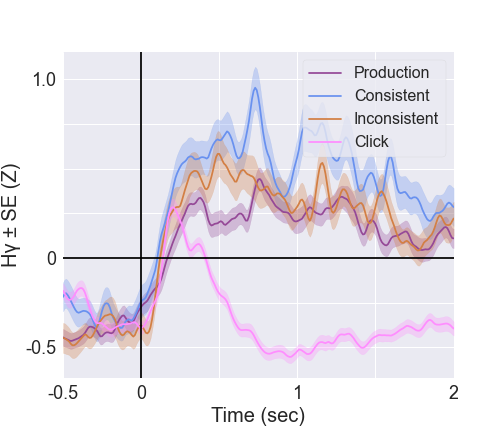 Production
Consistent
Inconsistent
Click
1.0
0
-0.5
Hγ ± SE (Z)
-0.5 0 1 2
Time (sec)